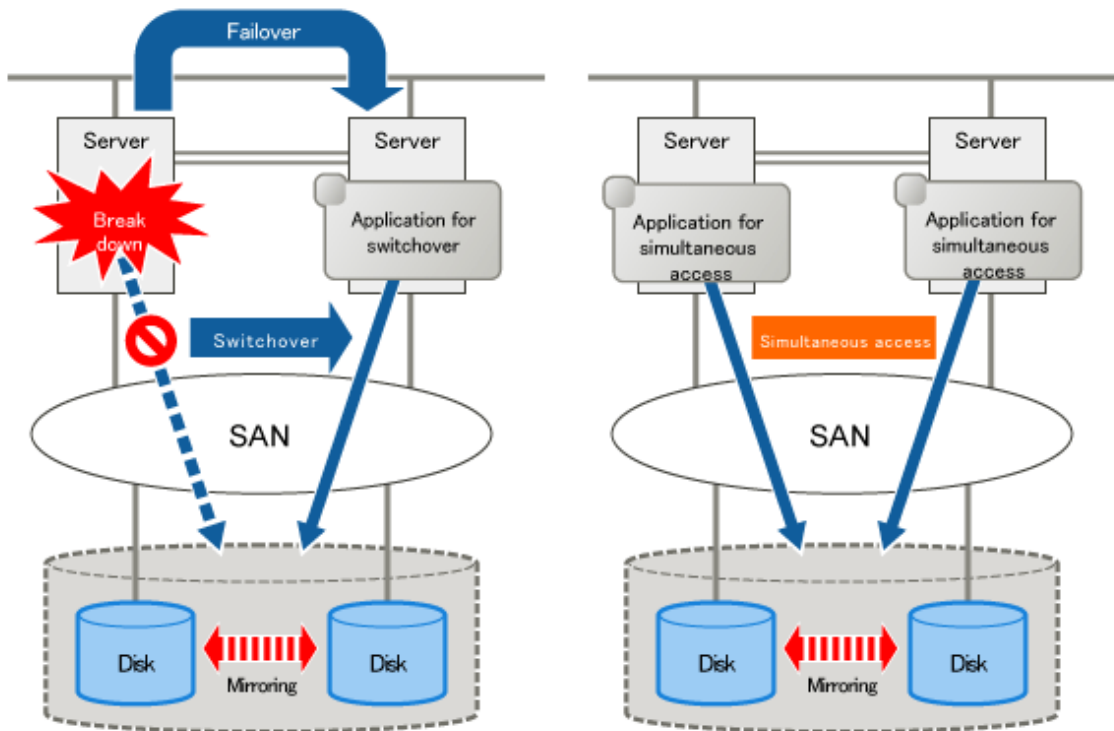 Failover
Server
Server
Break
down
Application for
switchover
Switchover
SAN
Disk
Disk
Mirroring
Server
Server
Application for
simultaneous
access
Application for
simultaneous
access
Simultaneous access
SAN
Disk
Disk
Mirroring